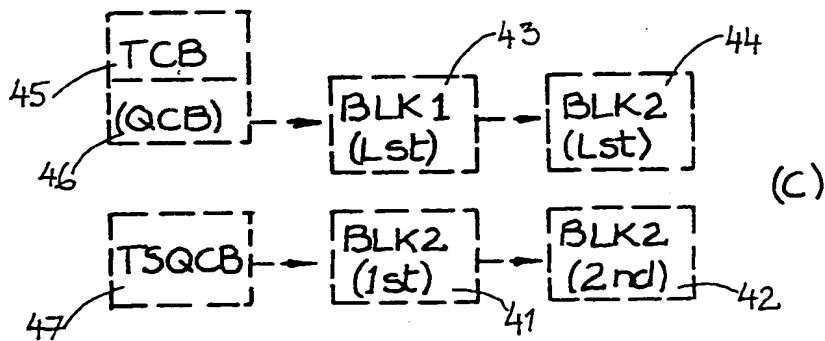 45
TCB
(QCB)
46
BLK1
(Lst)
43
BLK2
(Lst)
44
(C)
TSQCB
47
BLK2
(1st)
41
BLK2
(2nd)
42